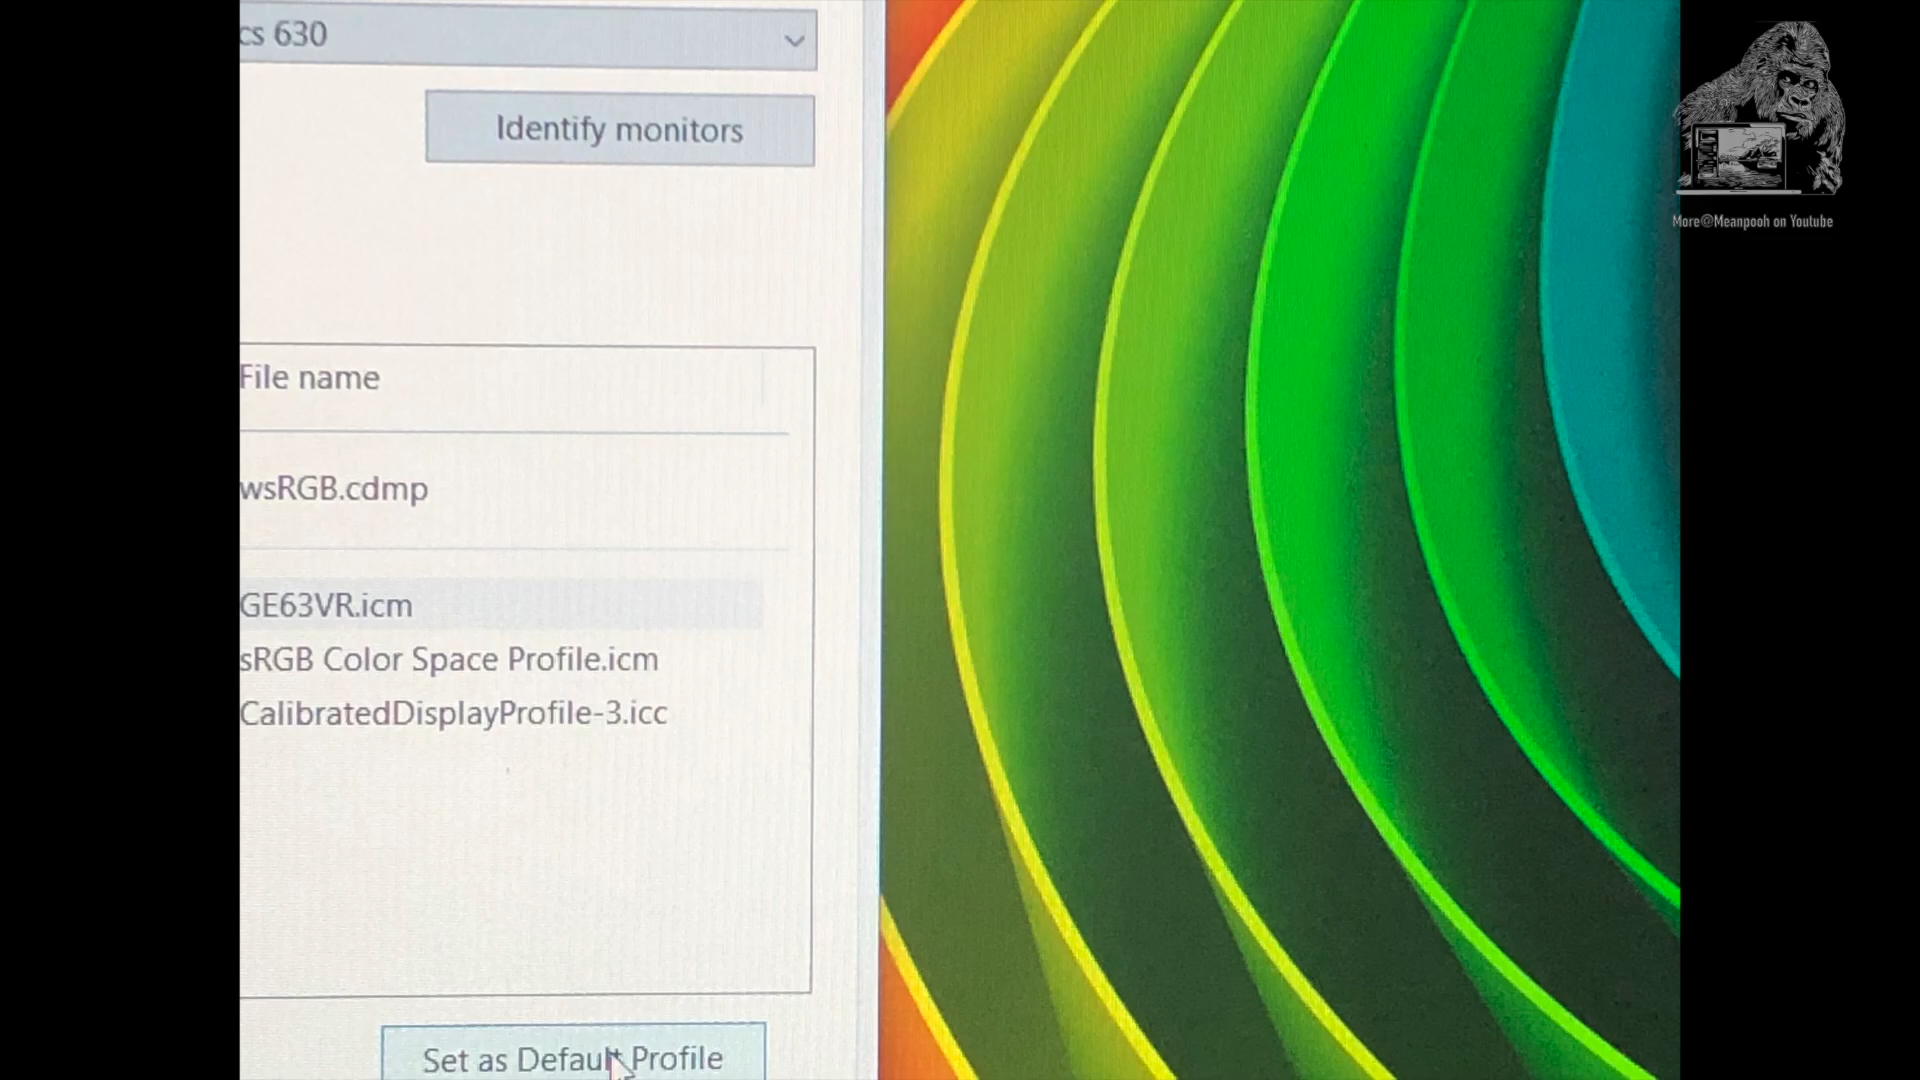 cs 630
Identify monitors
File name
wsRGB.cdmp
GE63VR.icm
sRGB Color Space Profile.icm
CalibratedDisplayProfile-3.icc
Set as Default Profile
More@Meanpooh on Youtube